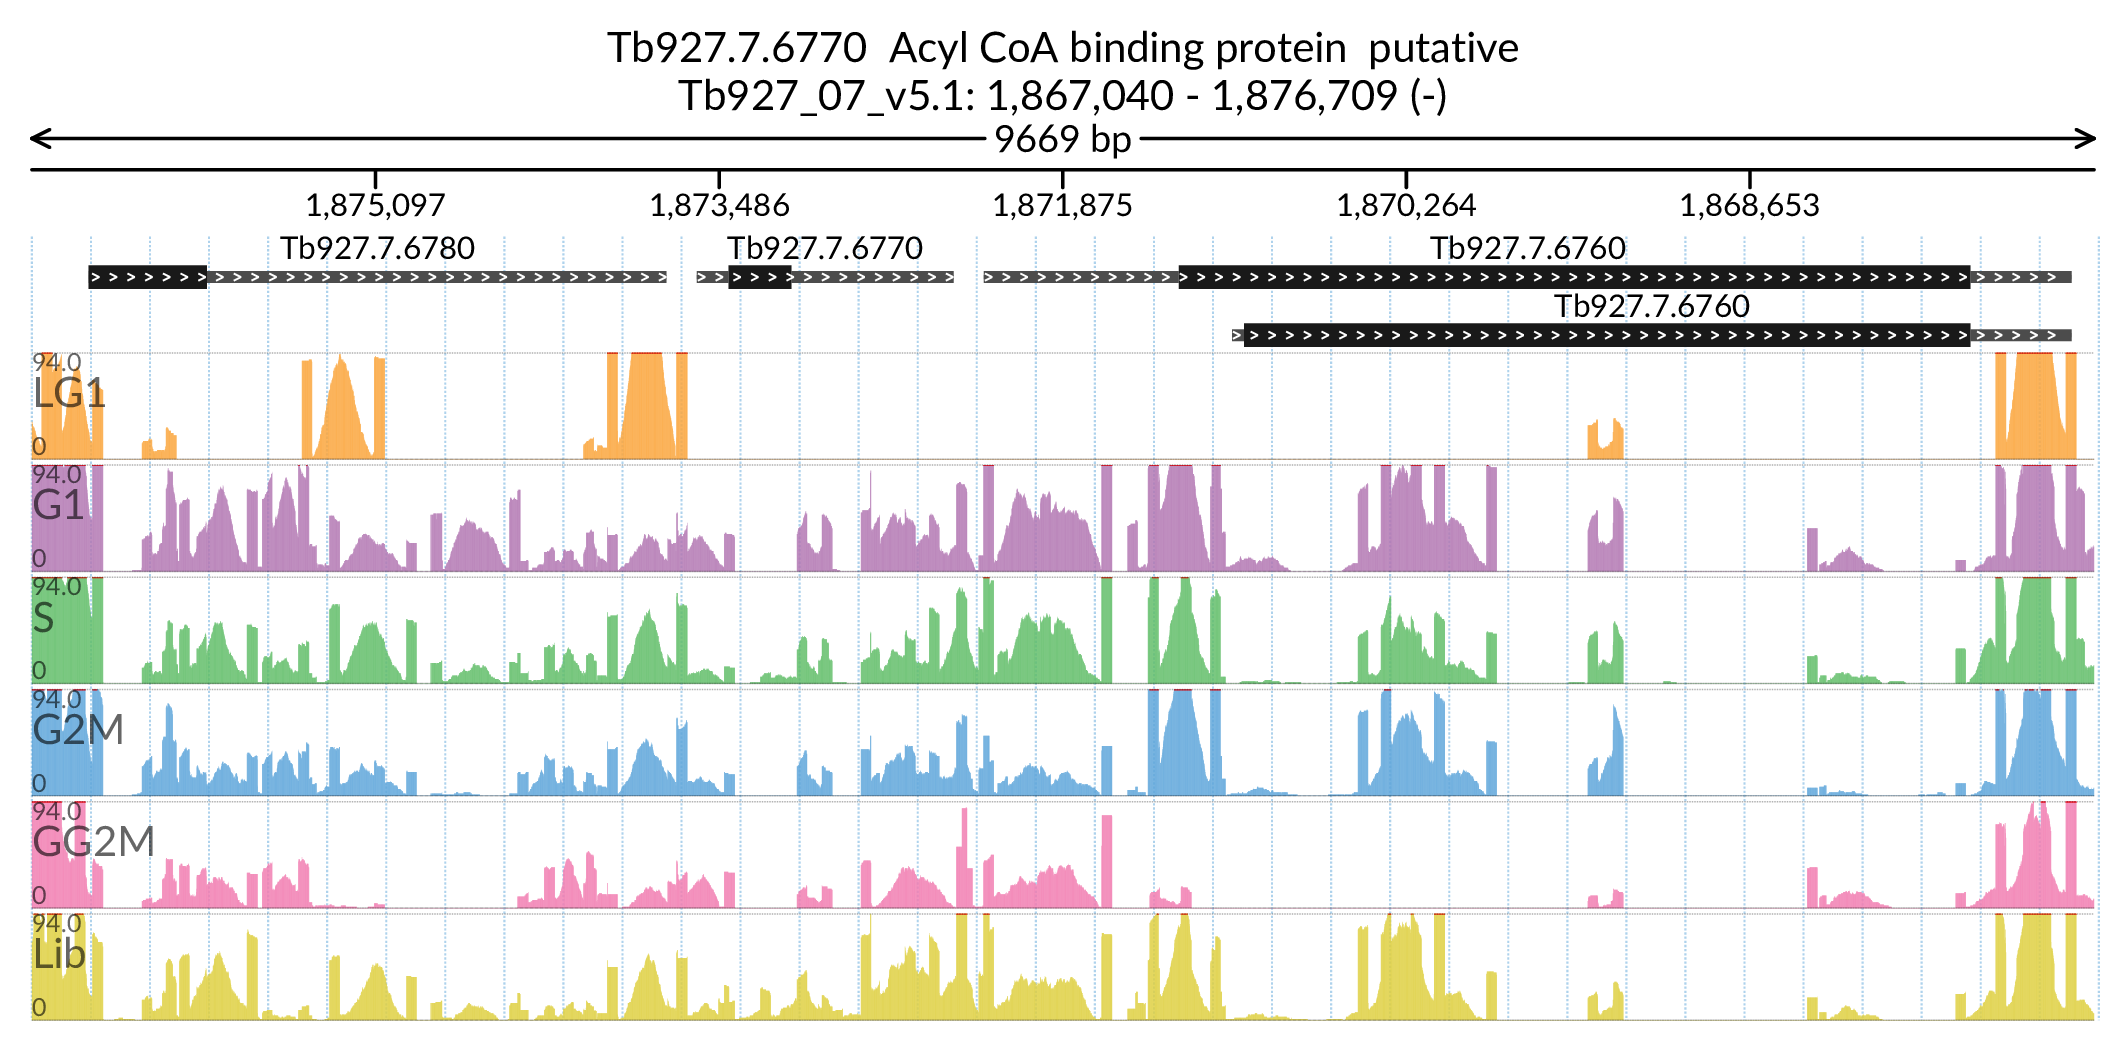 Tb927.7.6770  Acyl CoA binding protein  putative
Tb927_07_v5.1: 1,867,040 - 1,876,709 (-)
9669 bp
1,875,097 1,873,486 1,871,875 1,870,264 1,868,653
Tb927.7.6780 Tb927.7.6770 Tb927.7.6760
Tb927.7.6760
94.0
LG1
0
94.0
G1
0
94.0
S
0
94.0
G2M
0
94.0
GG2M
0
94.0
Lib
0